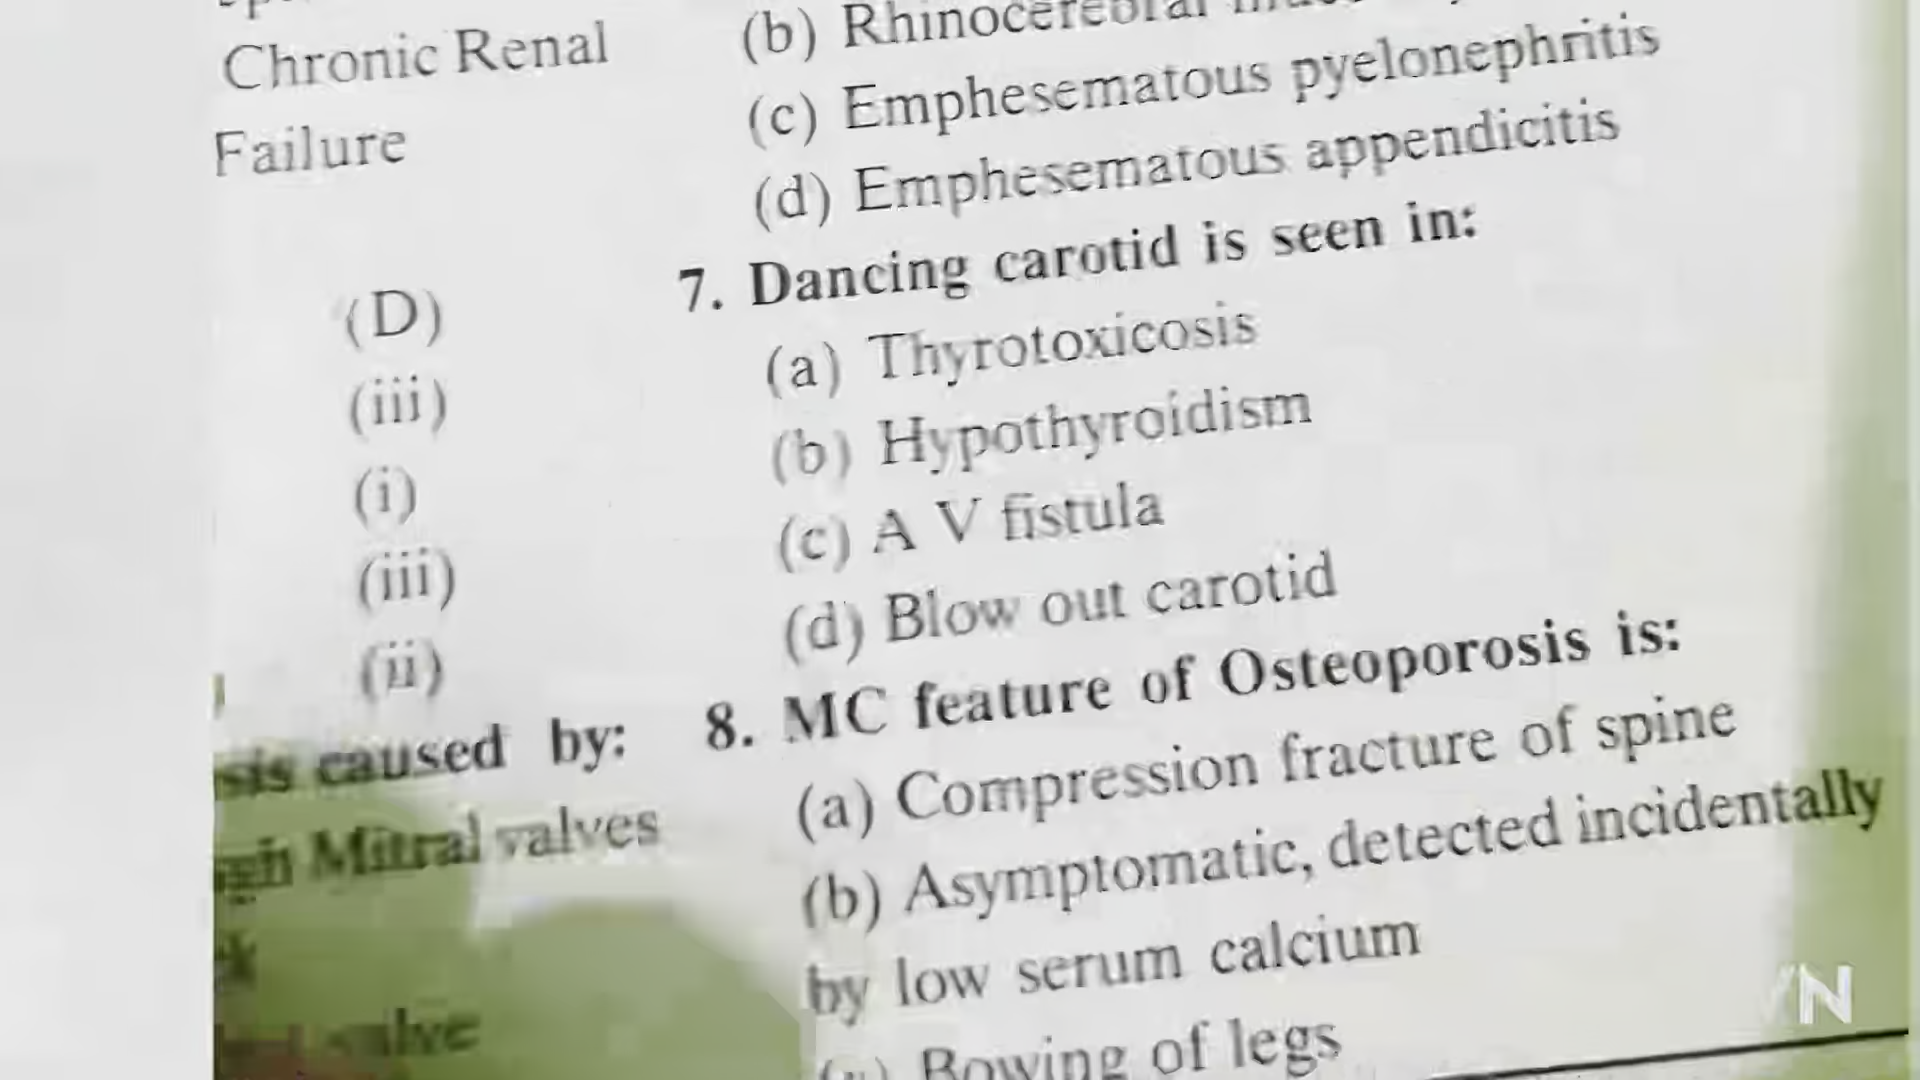 Chronic Renal
Failure
(D)
(iii)
(i)
(iii)
(ii)
caused by:
Mitral valves
(b)
(c) Emphesematous pyelonephritis
(d) Emphesematous appendicitis
7. Dancing carotid is seen in:
(a) Thyrotoxicosis
(b) Hypothyroidism
(c) A V fistula
(d) Blow out carotid
8. MC feature of Osteoporosis is:
(a) Compression fracture of spine
(b) Asymptomatic, detected incidentally
by low serum calcium
Bowing of legs
VN